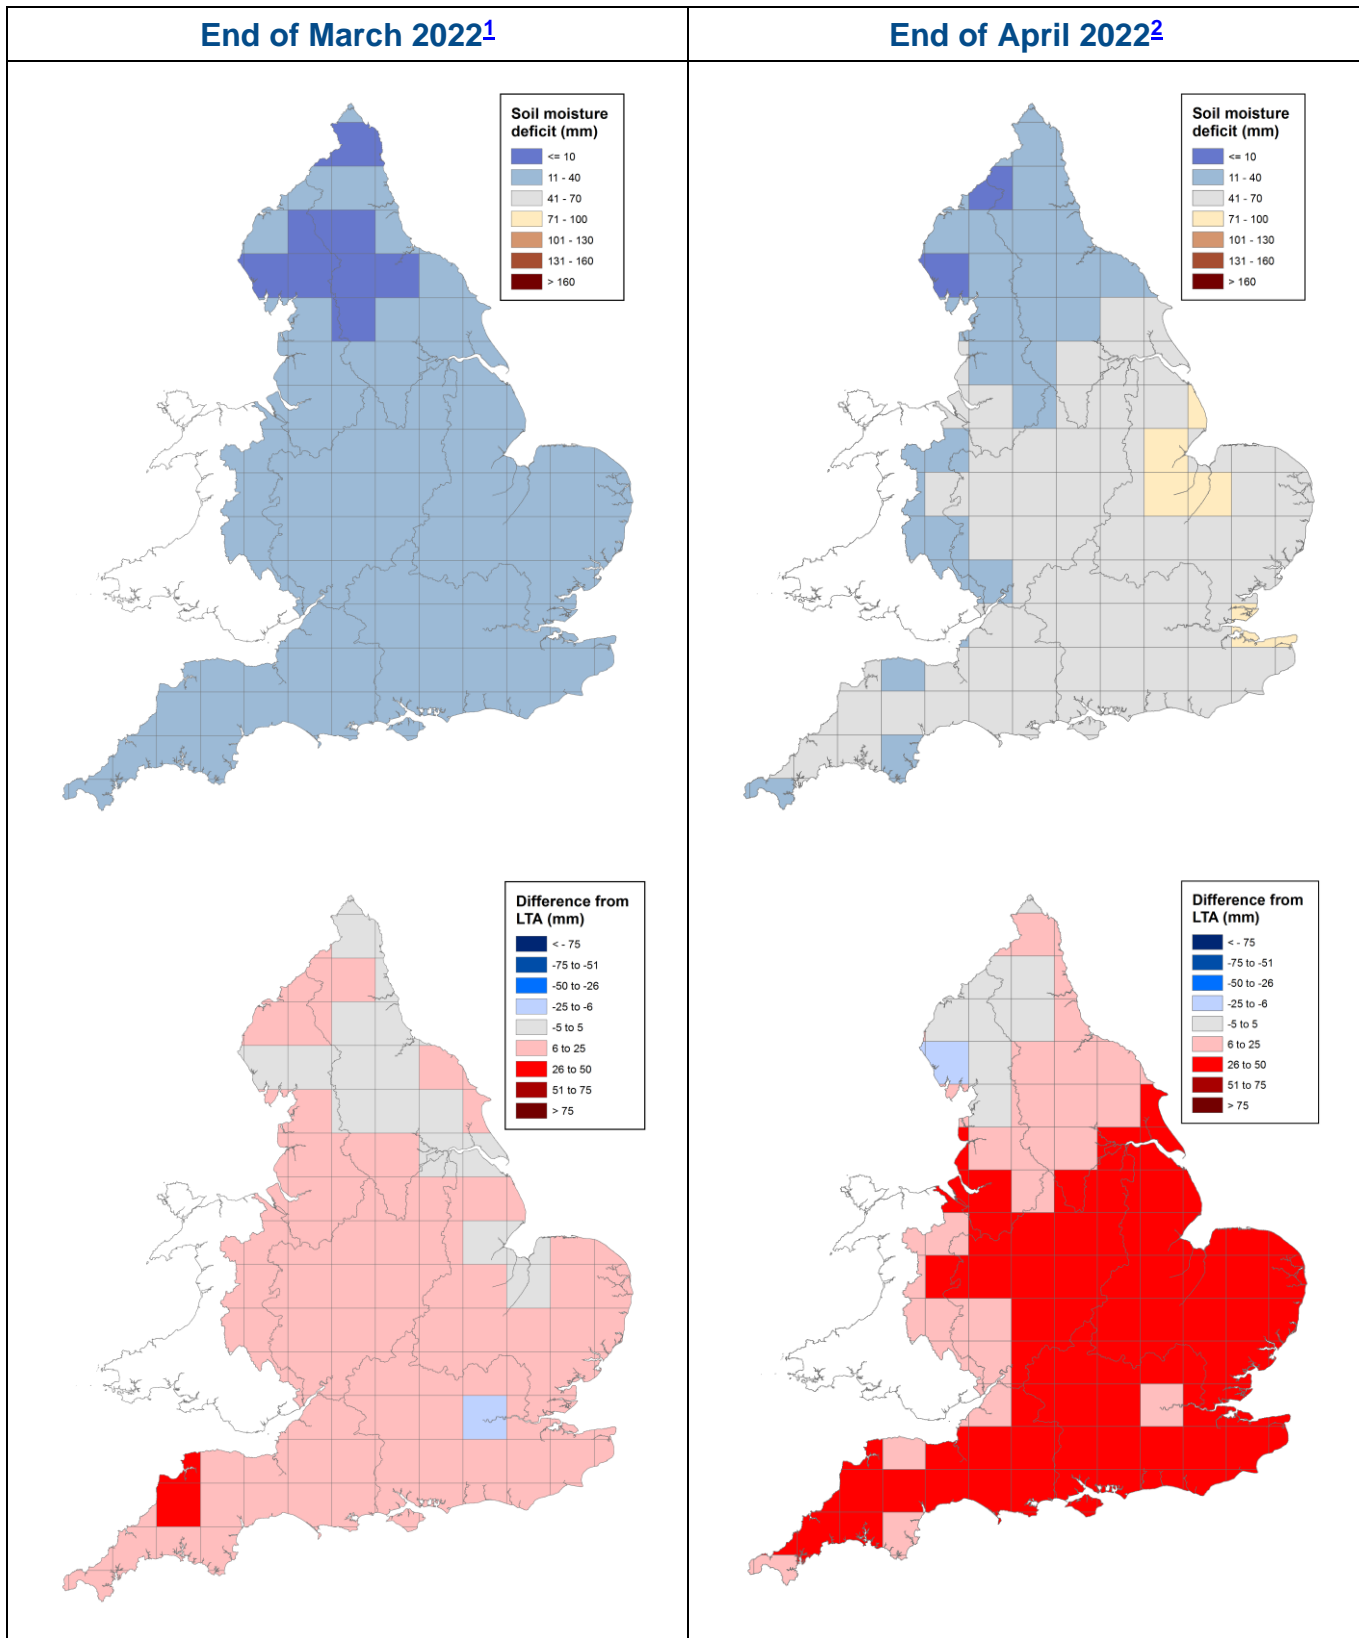 End of March 2022¹
End of April 2022²
Soil moisture
deficit (mm)
<= 10
11 - 40
41 - 70
71 - 100
101 - 130
131 - 160
> 160
Soil moisture
deficit (mm)
<= 10
11 - 40
41 - 70
71 - 100
101 - 130
131 - 160
> 160
Difference from
LTA (mm)
< - 75
-75 to -51
-50 to -26
-25 to -6
-5 to 5
6 to 25
26 to 50
51 to 75
> 75
Difference from
LTA (mm)
< - 75
-75 to -51
-50 to -26
-25 to -6
-5 to 5
6 to 25
26 to 50
51 to 75
> 75